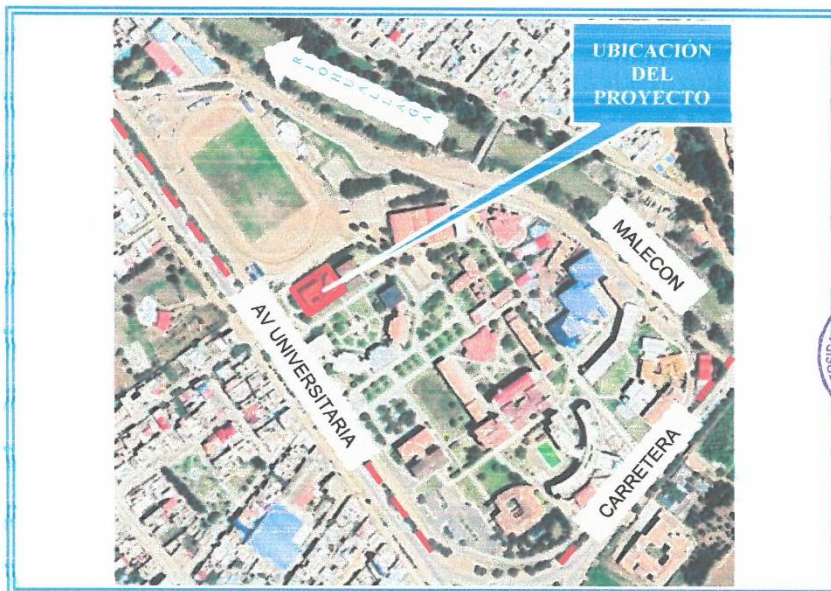 UBICACIÓN
DEL
PROYECTO
RIO HUALLAGA
MALECON
AV UNIVERSITARIA
CARRETERA